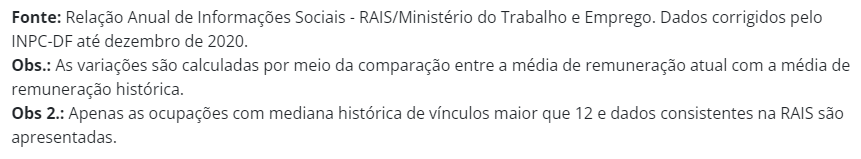 Fonte: Relação Anual de Informações Sociais - RAIS/Ministério do Trabalho e Emprego. Dados corrigidos pelo
INPC-DF até dezembro de 2020.
Obs.: As variações são calculadas por meio da comparação entre a média de remuneração atual com a média de
remuneração histórica.
Obs 2.: Apenas as ocupações com mediana histórica de vínculos maior que 12 e dados consistentes na RAIS são
apresentadas.